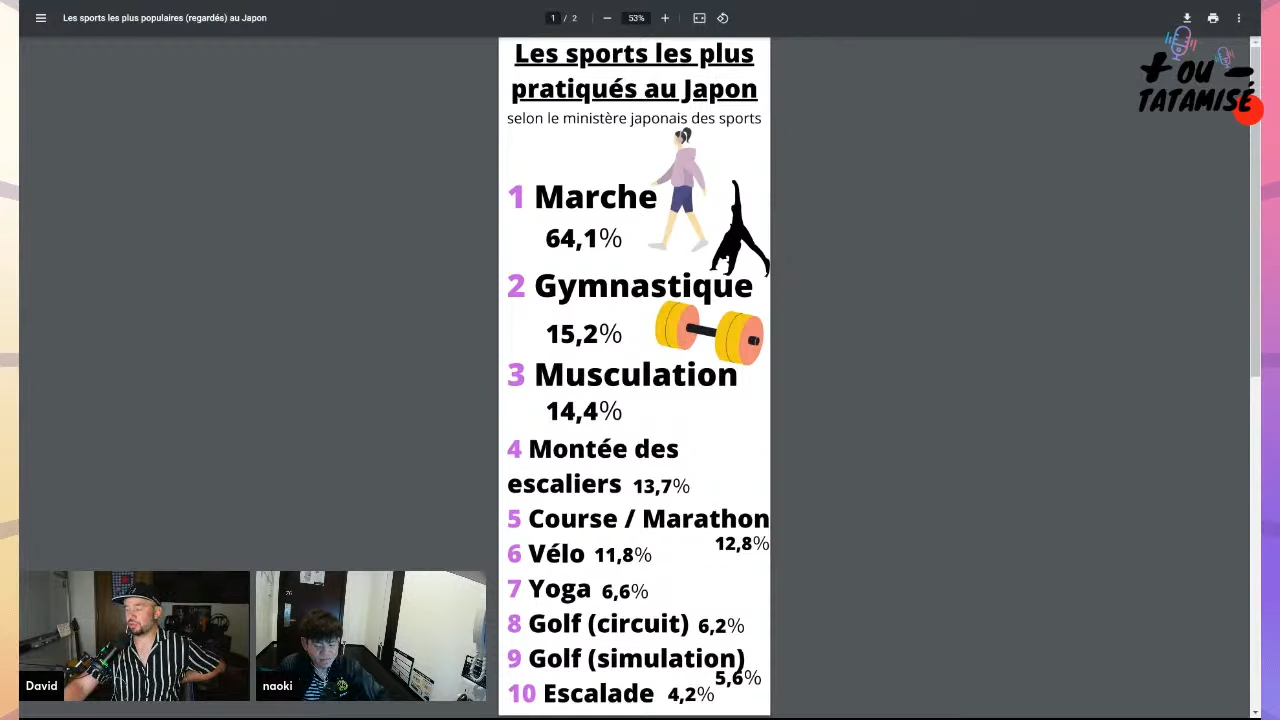 Les sports les plus populaires (regardés) au Japon
1 / 2
53%
+ OU -
TATAMISÉ
Les sports les plus
pratiqués au Japon
selon le ministère japonais des sports
1 Marche
64,1%
2 Gymnastique
15,2%
3 Musculation
14,4%
4 Montée des
escaliers 13,7%
5 Course / Marathon
12,8%
6 Vélo 11,8%
7 Yoga 6,6%
8 Golf (circuit) 6,2%
9 Golf (simulation)
5,6%
10 Escalade 4,2%
David
naoki